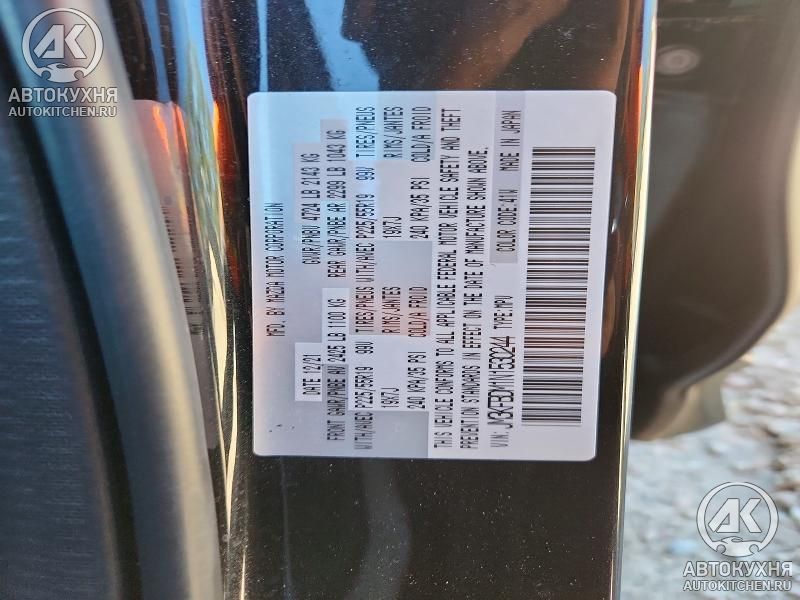 АК
АВТОКУХНЯ
AUTOKITCHEN.RU
MFD. BY MAZDA MOTOR CORPORATION
DATE 12/21 GVWR/PNBV 4724 LB 2143 KG
FRONT GAWR/PNBE AV 2425 LB 1100 KG REAR GAWR/PNBE AR 2299 LB 1043 KG
WITH/AVEC P225/55R19 99V TIRES/PNEUS WITH/AVEC P225/55R19 99V TIRES/PNEUS
19X7J RIMS/JANTES 19X7J RIMS/JANTES
240 KPA/35 PSI COLD/A FROID 240 KPA/35 PSI COLD/A FROID
THIS VEHICLE CONFORMS TO ALL APPLICABLE FEDERAL MOTOR VEHICLE SAFETY AND THEFT
PREVENTION STANDARDS IN EFFECT ON THE DATE OF MANUFACTURE SHOWN ABOVE.
VIN: JM3KFBDM1N1530244 TYPE:MPV
COLOR CODE:41W MADE IN JAPAN
АК
АВТОКУХНЯ
AUTOKITCHEN.RU